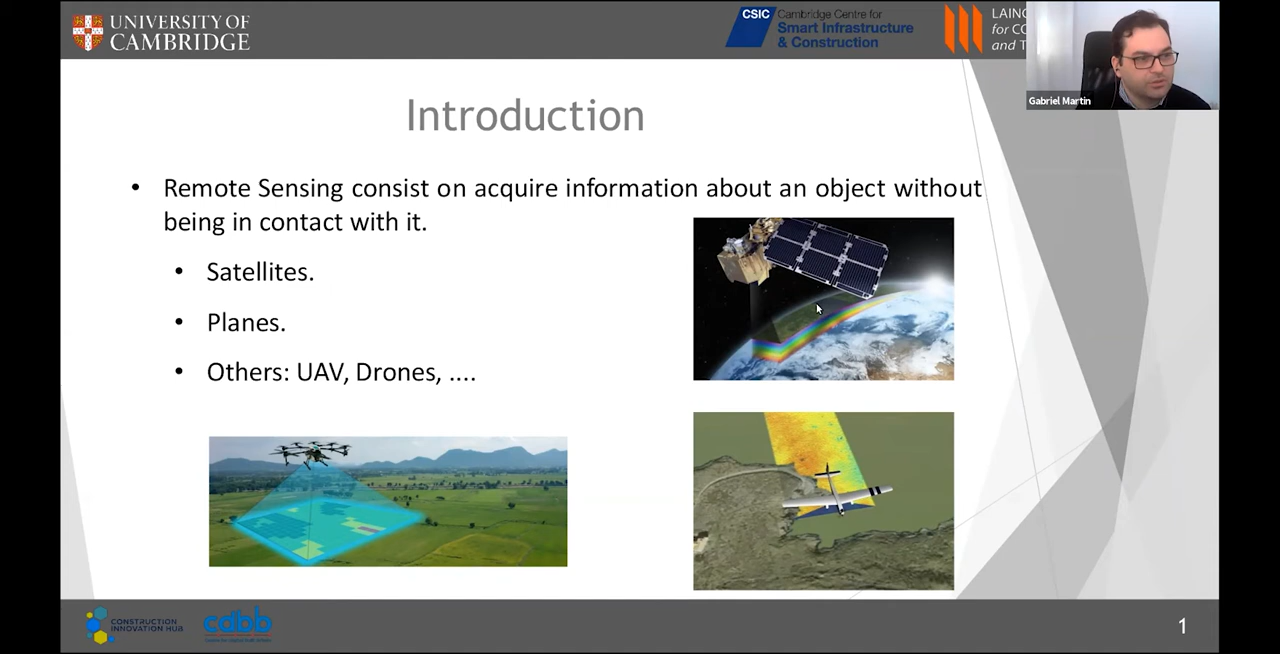 UNIVERSITY OF
CAMBRIDGE
CSIC
Cambridge Centre for
Smart Infrastructure
& Construction
LAING
for CO
and T
Gabriel Martin
Introduction
• Remote Sensing consist on acquire information about an object without
being in contact with it.
• Satellites.
• Planes.
• Others: UAV, Drones, ....
CONSTRUCTION
INNOVATION HUB
cdbb
1